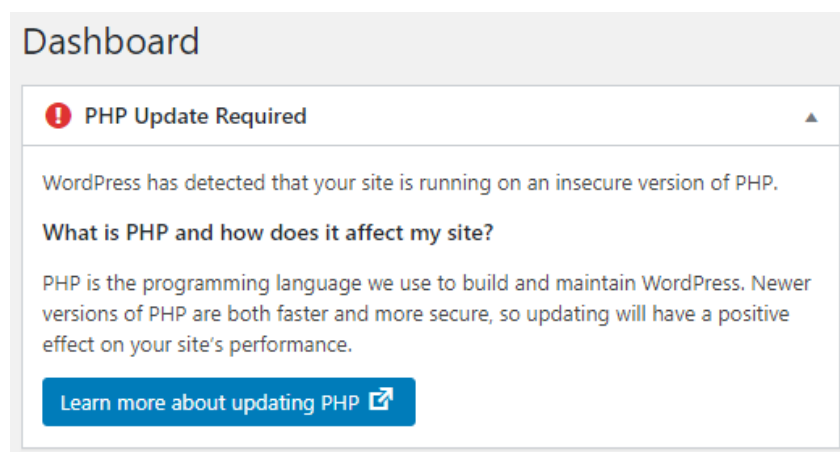 Dashboard
PHP Update Required
WordPress has detected that your site is running on an insecure version of PHP.
What is PHP and how does it affect my site?
PHP is the programming language we use to build and maintain WordPress. Newer
versions of PHP are both faster and more secure, so updating will have a positive
effect on your site's performance.
Learn more about updating PHP